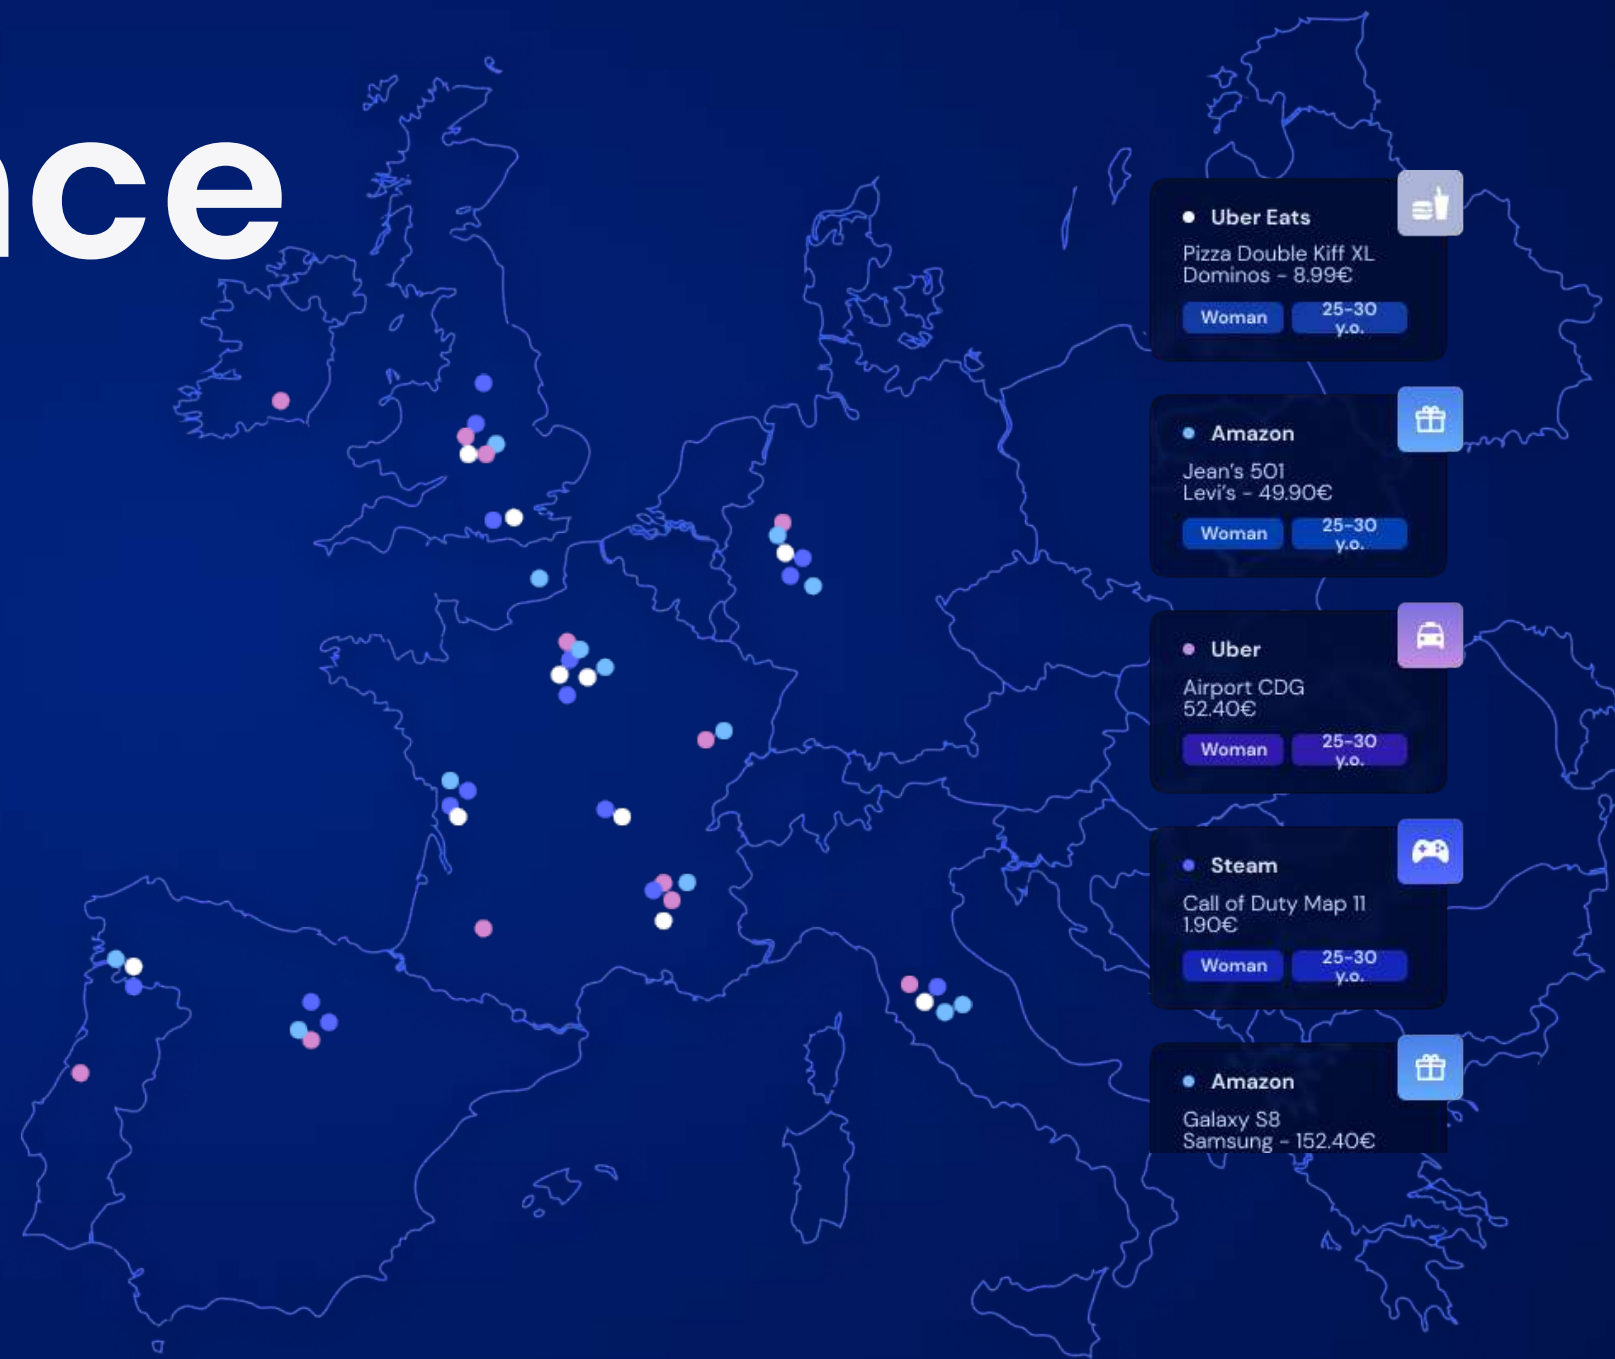 nce
Uber Eats
Pizza Double Kiff XL
Dominos - 8.99€
Woman
25-30
y.o.
Amazon
Jean's 501
Levi's - 49.90€
Woman
25-30
y.o.
Uber
Airport CDG
52.40€
Woman
25-30
y.o.
Steam
Call of Duty Map 11
1.90€
Woman
25-30
y.o.
Amazon
Galaxy S8
Samsung - 152.40€